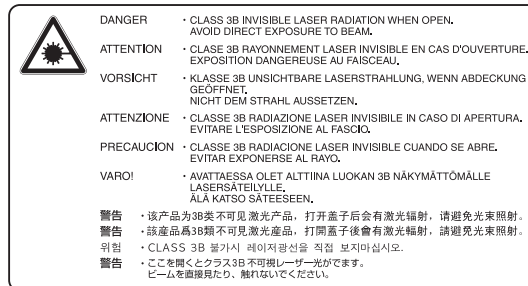 DANGER ・CLASS 3B INVISIBLE LASER RADIATION WHEN OPEN.
AVOID DIRECT EXPOSURE TO BEAM.
ATTENTION ・CLASE 3B RAYONNEMENT LASER INVISIBLE EN CAS D'OUVERTURE.
EXPOSITION DANGEREUSE AU FAISCEAU.
VORSICHT ・KLASSE 3B UNSICHTBARE LASERSTRAHLUNG, WENN ABDECKUNG
GEÖFFNET.
NICHT DEM STRAHL AUSSETZEN.
ATTENZIONE ・CLASSE 3B RADIAZIONE LASER INVISIBILE IN CASO DI APERTURA.
EVITARE L'ESPOSIZIONE AL FASCIO.
PRECAUCION ・CLASSE 3B RADIACIONE LASER INVISIBLE CUANDO SE ABRE.
EVITAR EXPONERSE AL RAYO.
VARO! ・AVATTAESSA OLET ALTTIINA LUOKAN 3B NÄKYMÄTTÖMÄLLE
LASERSÄTEILYLLE.
ÄLÄ KATSO SÄTEESEEN.
警告 ・该产品为3B类不可见激光产品，打开盖子后会有激光辐射，请避免光束照射。
警告 ・該産品爲3B類不可見激光産品，打開蓋子後會有激光輻射，請避免光束照射。
위험 ・CLASS 3B 불가시 레이저광선을 직접 보지마십시오.
警告 ・ここを開くとクラス3B不可視レーザー光がでます。
ビームを直接見たり、触れないでください。